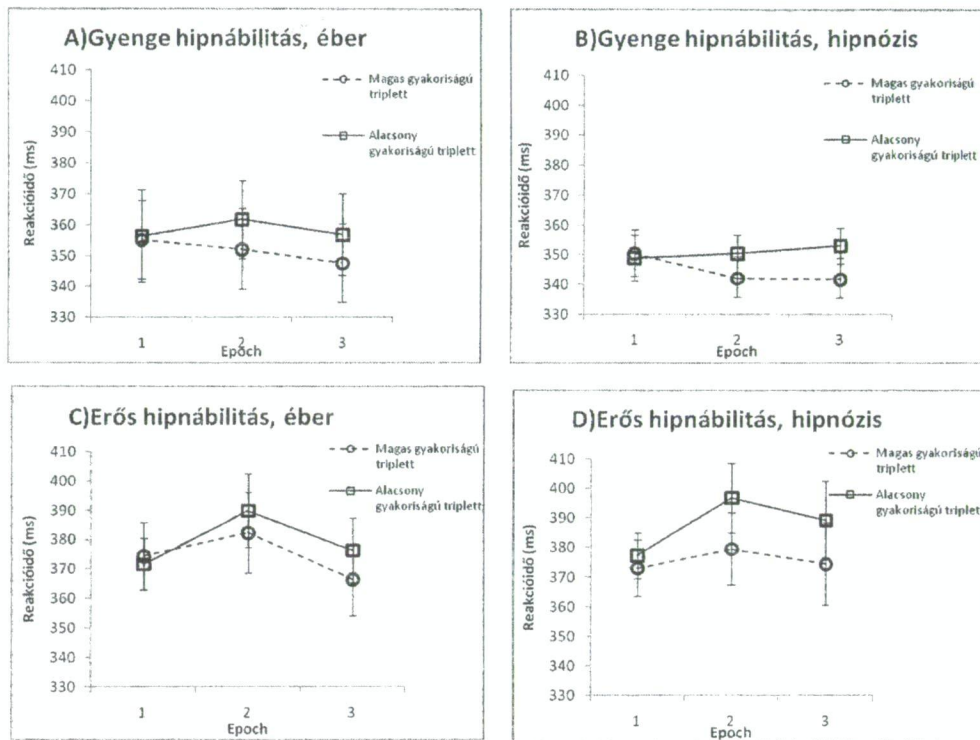 A)Gyenge hipnábilitás, éber
Magas gyakoriságú
triplett
Alacsony
gyakoriságú triplett
Reakcióidő (ms)
410
400
390
380
370
360
350
340
330
1
2
3
Epoch
B)Gyenge hipnábilitás, hipnózis
Magas gyakoriságú
triplett
Alacsony
gyakoriságú triplett
Reakcióidő (ms)
410
400
390
380
370
360
350
340
330
1
2
3
Epoch
C)Erős hipnábilitás, éber
Magas gyakoriságú
triplett
Alacsony
gyakoriságú triplett
Reakcióidő (ms)
410
400
390
380
370
360
350
340
330
1
2
3
Epoch
D)Erős hipnábilitás, hipnózis
Magas gyakoriságú
triplett
Alacsony
gyakoriságú triplett
Reakcióidő (ms)
410
400
390
380
370
360
350
340
330
1
2
3
Epoch